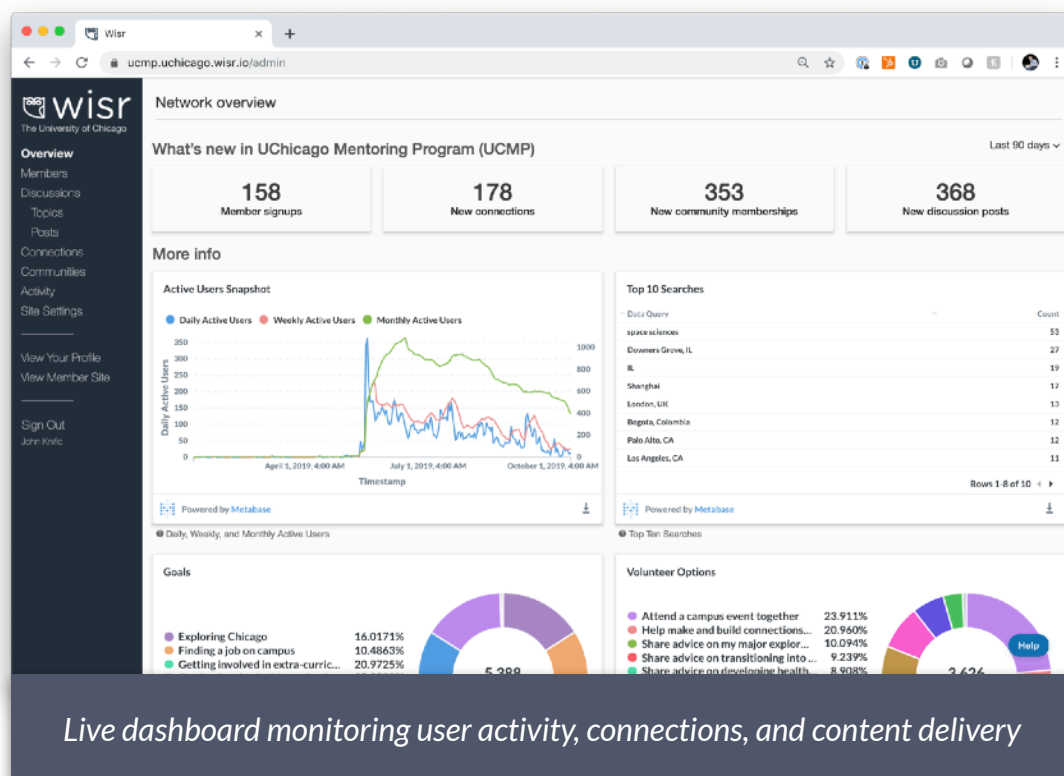 Wisr
ucmp.uchicago.wisr.io/admin
wisr
The University of Chicago
Overview
Members
Discussions
Topics
Posts
Connections
Communities
Activity
Site Settings
View Your Profile
View Member Site
Sign Out
John Knific
Network overview
What's new in UChicago Mentoring Program (UCMP)
Last 90 days
158
Member signups
178
New connections
353
New community memberships
368
New discussion posts
More info
Active Users Snapshot
Daily Active Users Weekly Active Users Monthly Active Users
Daily Active Users
350
300
250
200
150
100
50
0
1000
800
600
400
200
0
April 1, 2019, 4:00 AM July 1, 2019, 4:00 AM October 1, 2019, 4:00 AM
Timestamp
Powered by Metabase
Daily, Weekly, and Monthly Active Users
Top 10 Searches
Data Query Count
space sciences 53
Downers Grove, IL 27
IL 19
Shanghai 17
London, UK 13
Bogota, Colombia 12
Palo Alto, CA 12
Los Angeles, CA 11
Rows 1-8 of 10
Powered by Metabase
Top Ten Searches
Goals
Exploring Chicago 16.0171%
Finding a job on campus 10.4863%
Getting involved in extra-curric... 20.9725%
5,388
Volunteer Options
Attend a campus event together 23.911%
Help make and build connections... 20.960%
Share advice on my major explor... 10.094%
Share advice on transitioning into ... 9.239%
Share advice on developing health... 8.908%
3,626
Help
Live dashboard monitoring user activity, connections, and content delivery